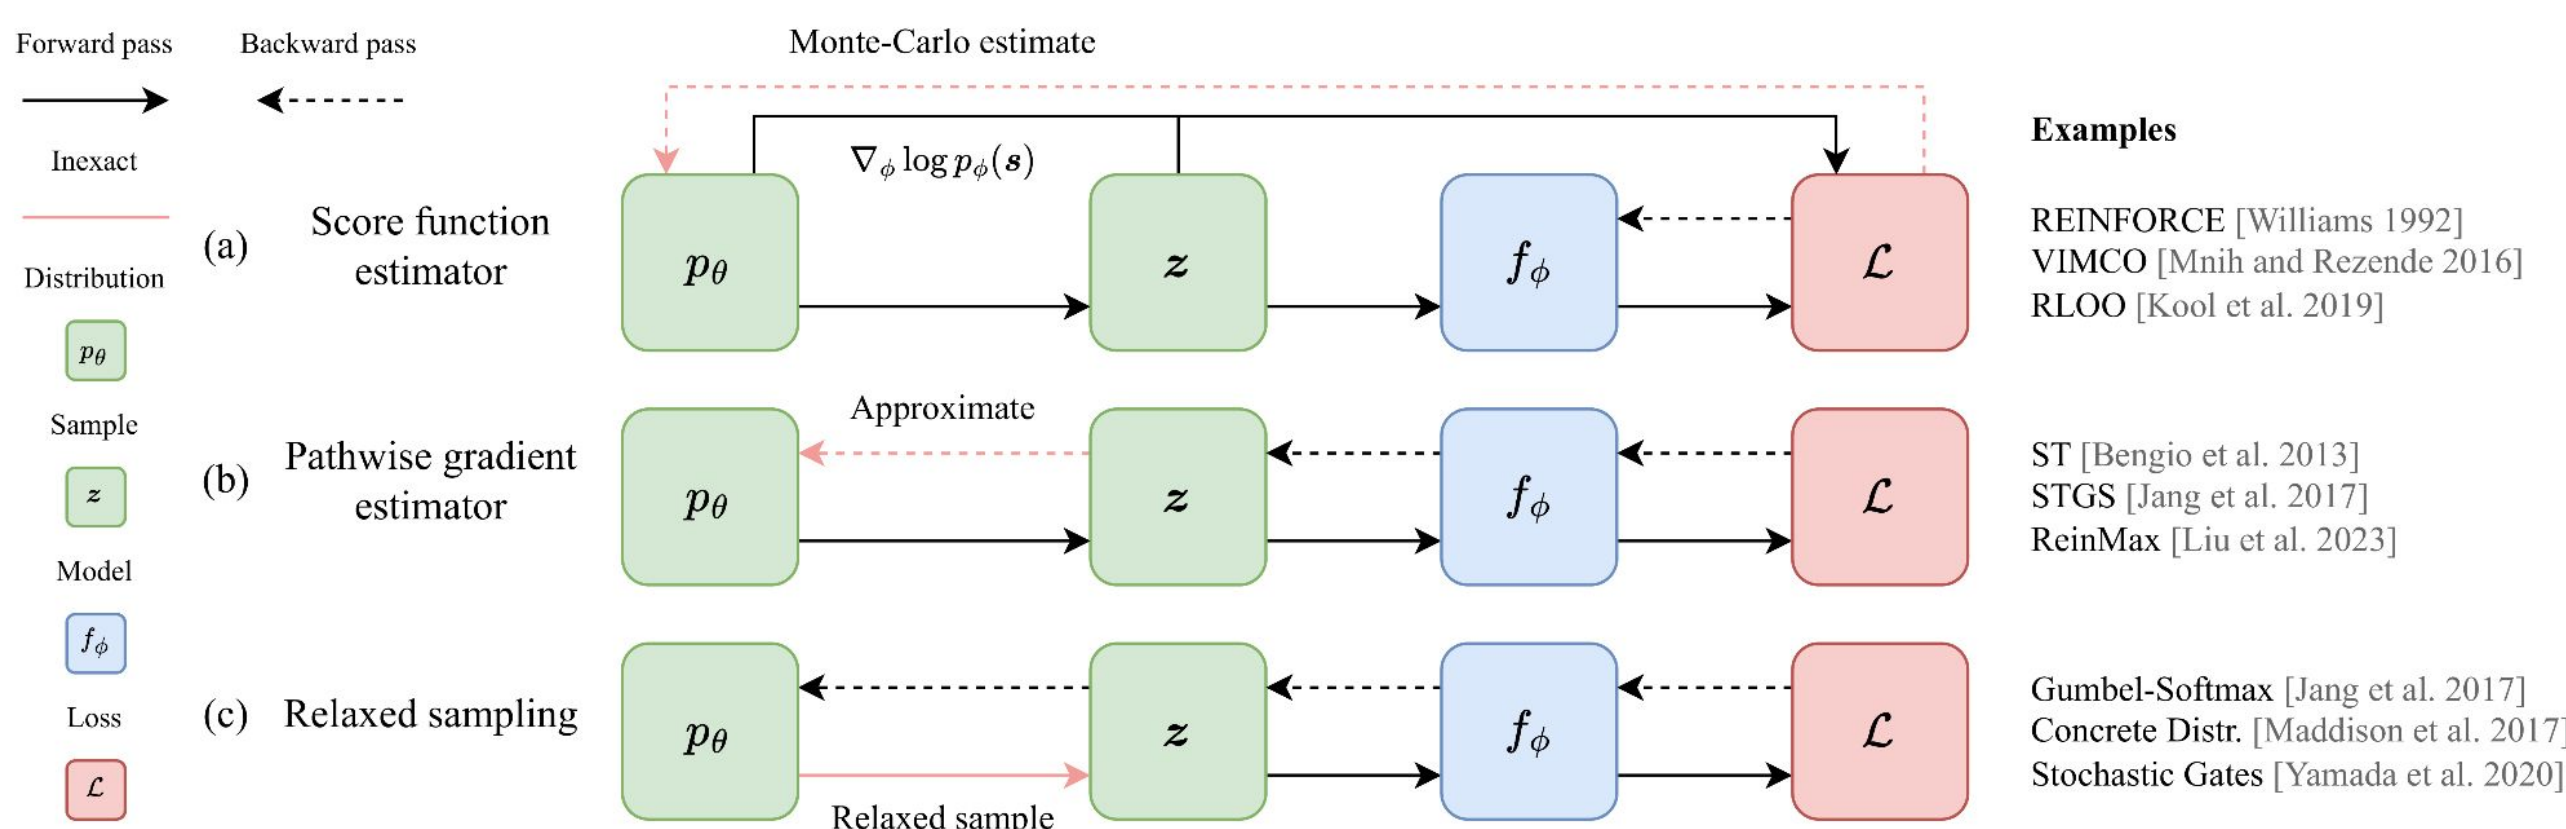 Forward pass
Backward pass
Inexact
Distribution
p_θ
Sample
z
Model
f_ϕ
Loss
ℒ
Monte-Carlo estimate
∇_ϕ log p_ϕ(s)
(a)
Score function
estimator
p_θ
z
f_ϕ
ℒ
Examples
REINFORCE [Williams 1992]
VIMCO [Mnih and Rezende 2016]
RLOO [Kool et al. 2019]
(b)
Pathwise gradient
estimator
Approximate
p_θ
z
f_ϕ
ℒ
ST [Bengio et al. 2013]
STGS [Jang et al. 2017]
ReinMax [Liu et al. 2023]
(c)
Relaxed sampling
p_θ
z
f_ϕ
ℒ
Relaxed sample
Gumbel-Softmax [Jang et al. 2017]
Concrete Distr. [Maddison et al. 2017]
Stochastic Gates [Yamada et al. 2020]